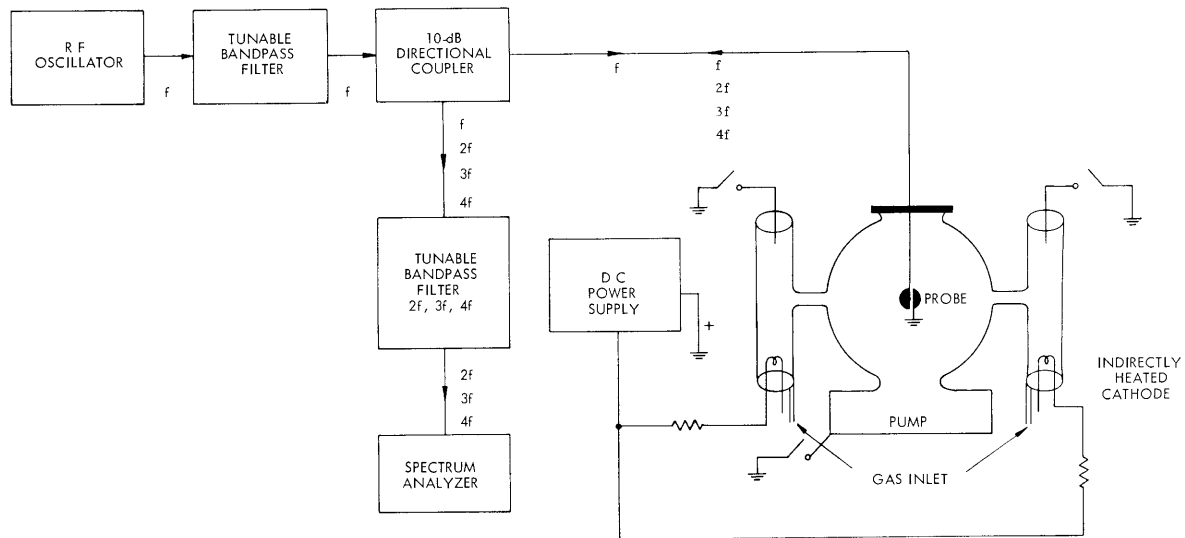 R F
OSCILLATOR
f
TUNABLE
BANDPASS
FILTER
f
10-dB
DIRECTIONAL
COUPLER
f
f
2f
3f
4f
f
2f
3f
4f
TUNABLE
BANDPASS
FILTER
2f, 3f, 4f
2f
3f
4f
SPECTRUM
ANALYZER
D C
POWER
SUPPLY
+
PROBE
INDIRECTLY
HEATED
CATHODE
PUMP
GAS INLET